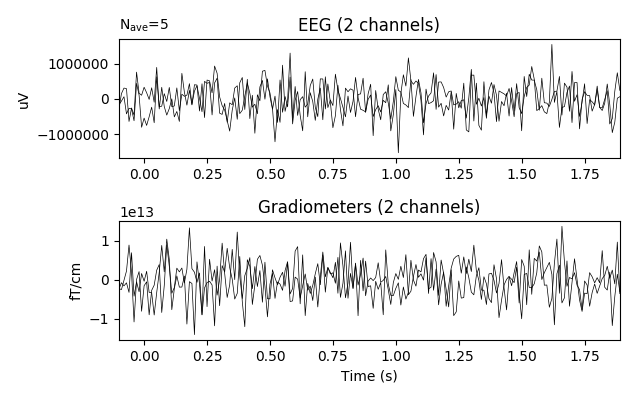 Nave=5
EEG (2 channels)
1000000
0
−1000000
uV
0.00 0.25 0.50 0.75 1.00 1.25 1.50 1.75
1e13
Gradiometers (2 channels)
1
0
−1
fT/cm
0.00 0.25 0.50 0.75 1.00 1.25 1.50 1.75
Time (s)